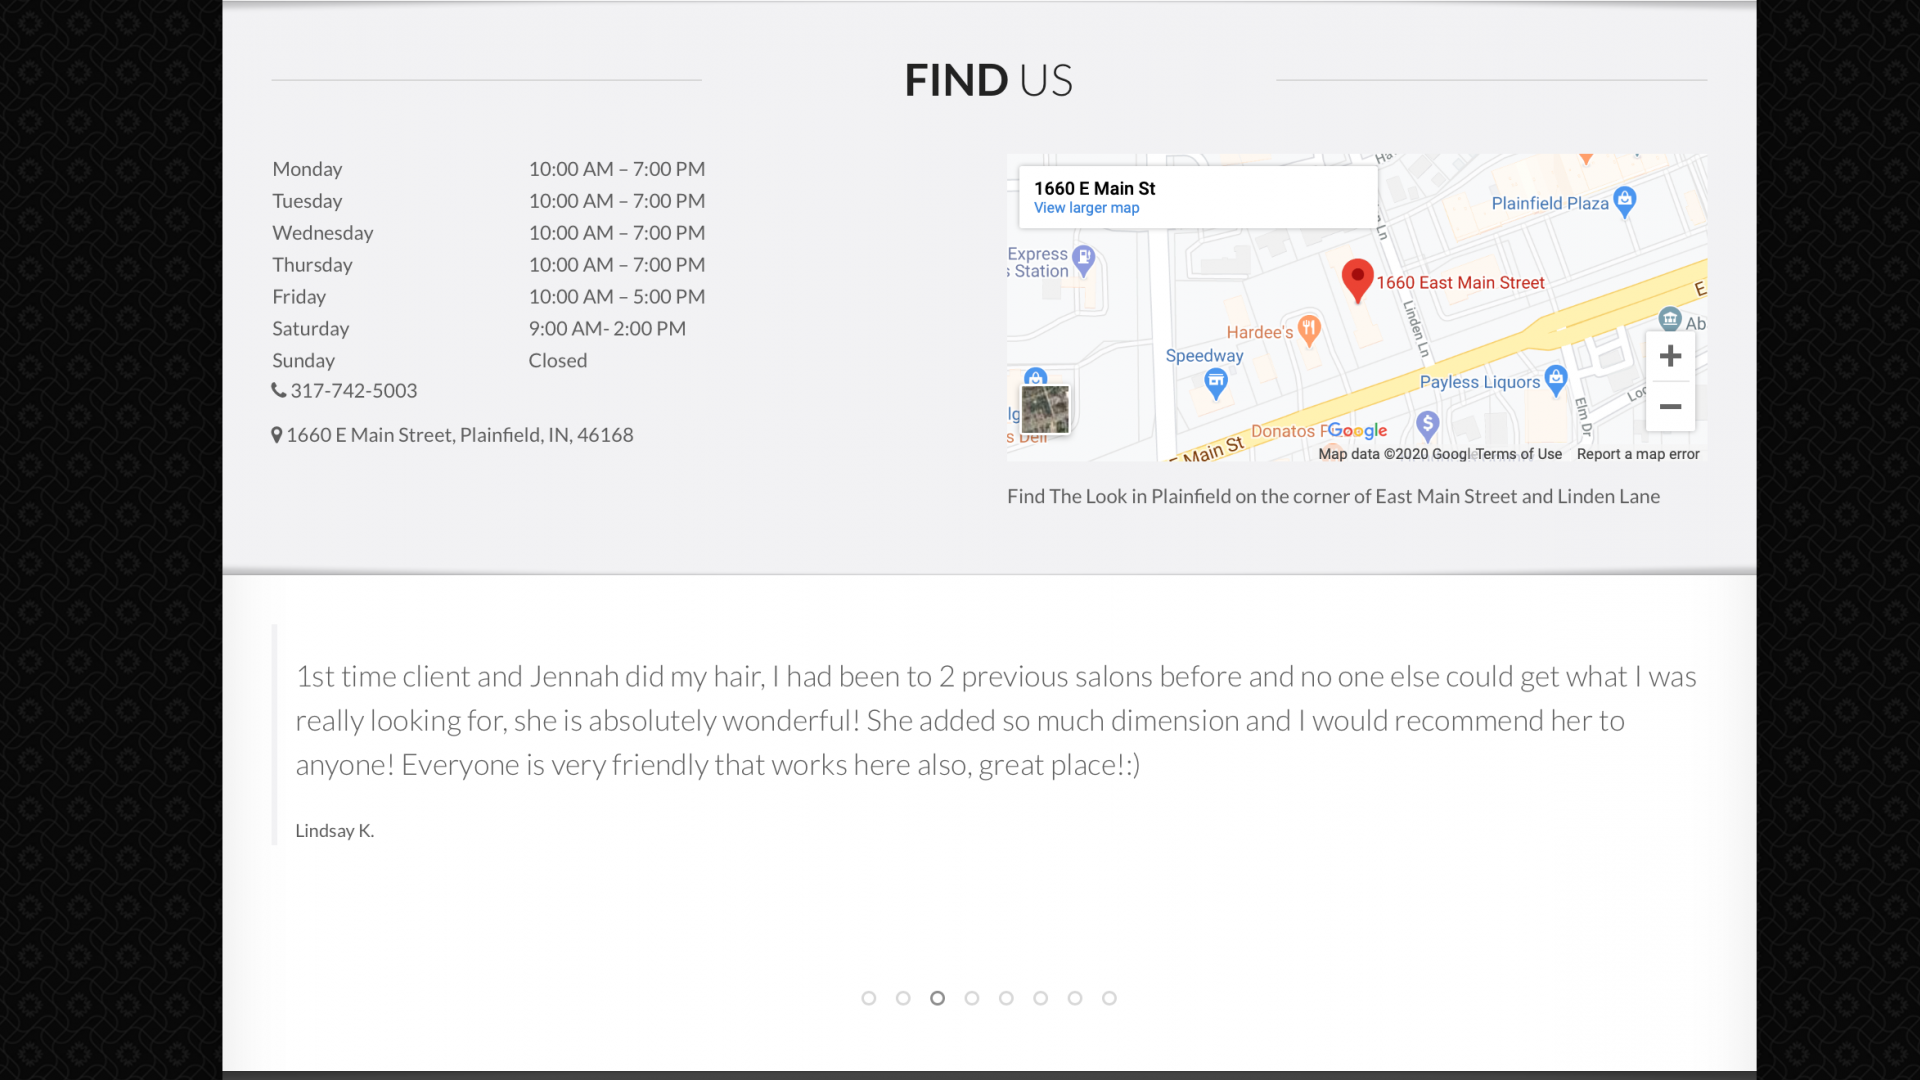 FIND US
Monday 10:00 AM – 7:00 PM
Tuesday 10:00 AM – 7:00 PM
Wednesday 10:00 AM – 7:00 PM
Thursday 10:00 AM – 7:00 PM
Friday 10:00 AM – 5:00 PM
Saturday 9:00 AM- 2:00 PM
Sunday Closed
317-742-5003
1660 E Main Street, Plainfield, IN, 46168
1660 E Main St
View larger map
Plainfield Plaza
Express
Station
1660 East Main Street
Linden Ln
Hardee's
Speedway
Payless Liquors
Elm Dr
Donatos
Google
Main St
Map data ©2020 Googl Terms of Use Report a map error
Find The Look in Plainfield on the corner of East Main Street and Linden Lane
1st time client and Jennah did my hair, I had been to 2 previous salons before and no one else could get what I was
really looking for, she is absolutely wonderful! She added so much dimension and I would recommend her to
anyone! Everyone is very friendly that works here also, great place!:)
Lindsay K.